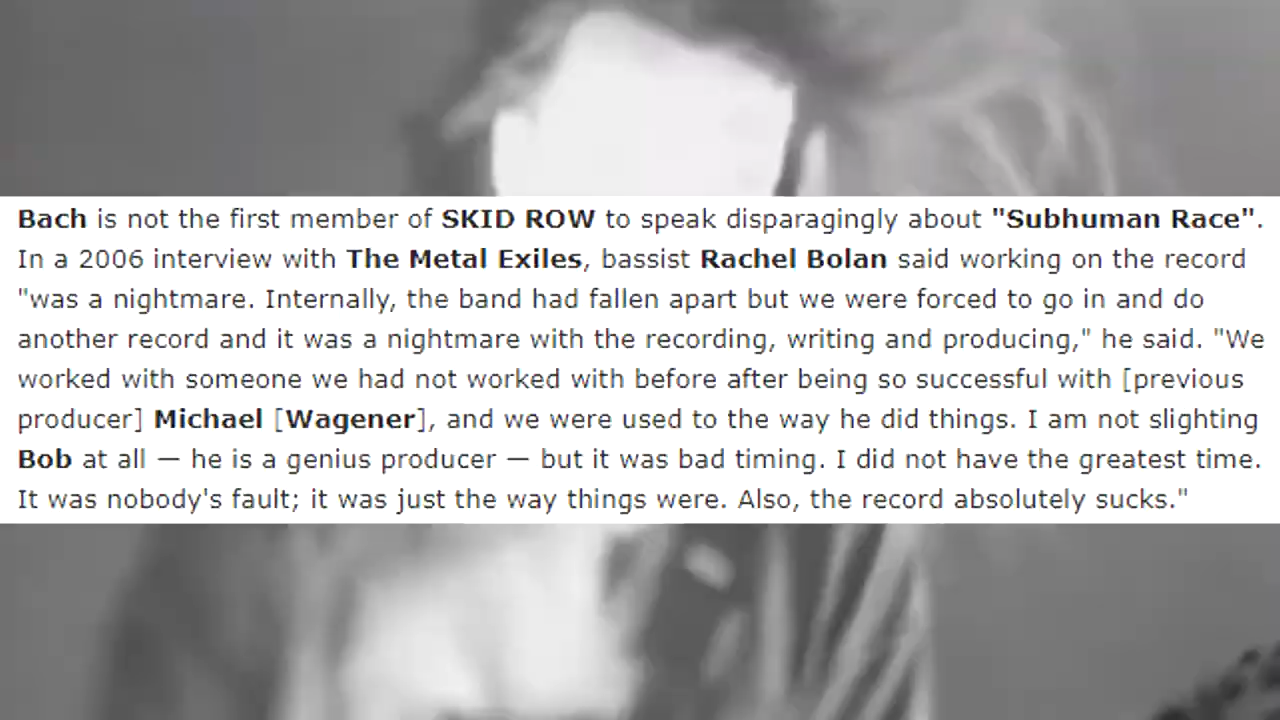 Bach is not the first member of SKID ROW to speak disparagingly about "Subhuman Race".
In a 2006 interview with The Metal Exiles, bassist Rachel Bolan said working on the record
"was a nightmare. Internally, the band had fallen apart but we were forced to go in and do
another record and it was a nightmare with the recording, writing and producing," he said. "We
worked with someone we had not worked with before after being so successful with [previous
producer] Michael [Wagener], and we were used to the way he did things. I am not slighting
Bob at all — he is a genius producer — but it was bad timing. I did not have the greatest time.
It was nobody's fault; it was just the way things were. Also, the record absolutely sucks."